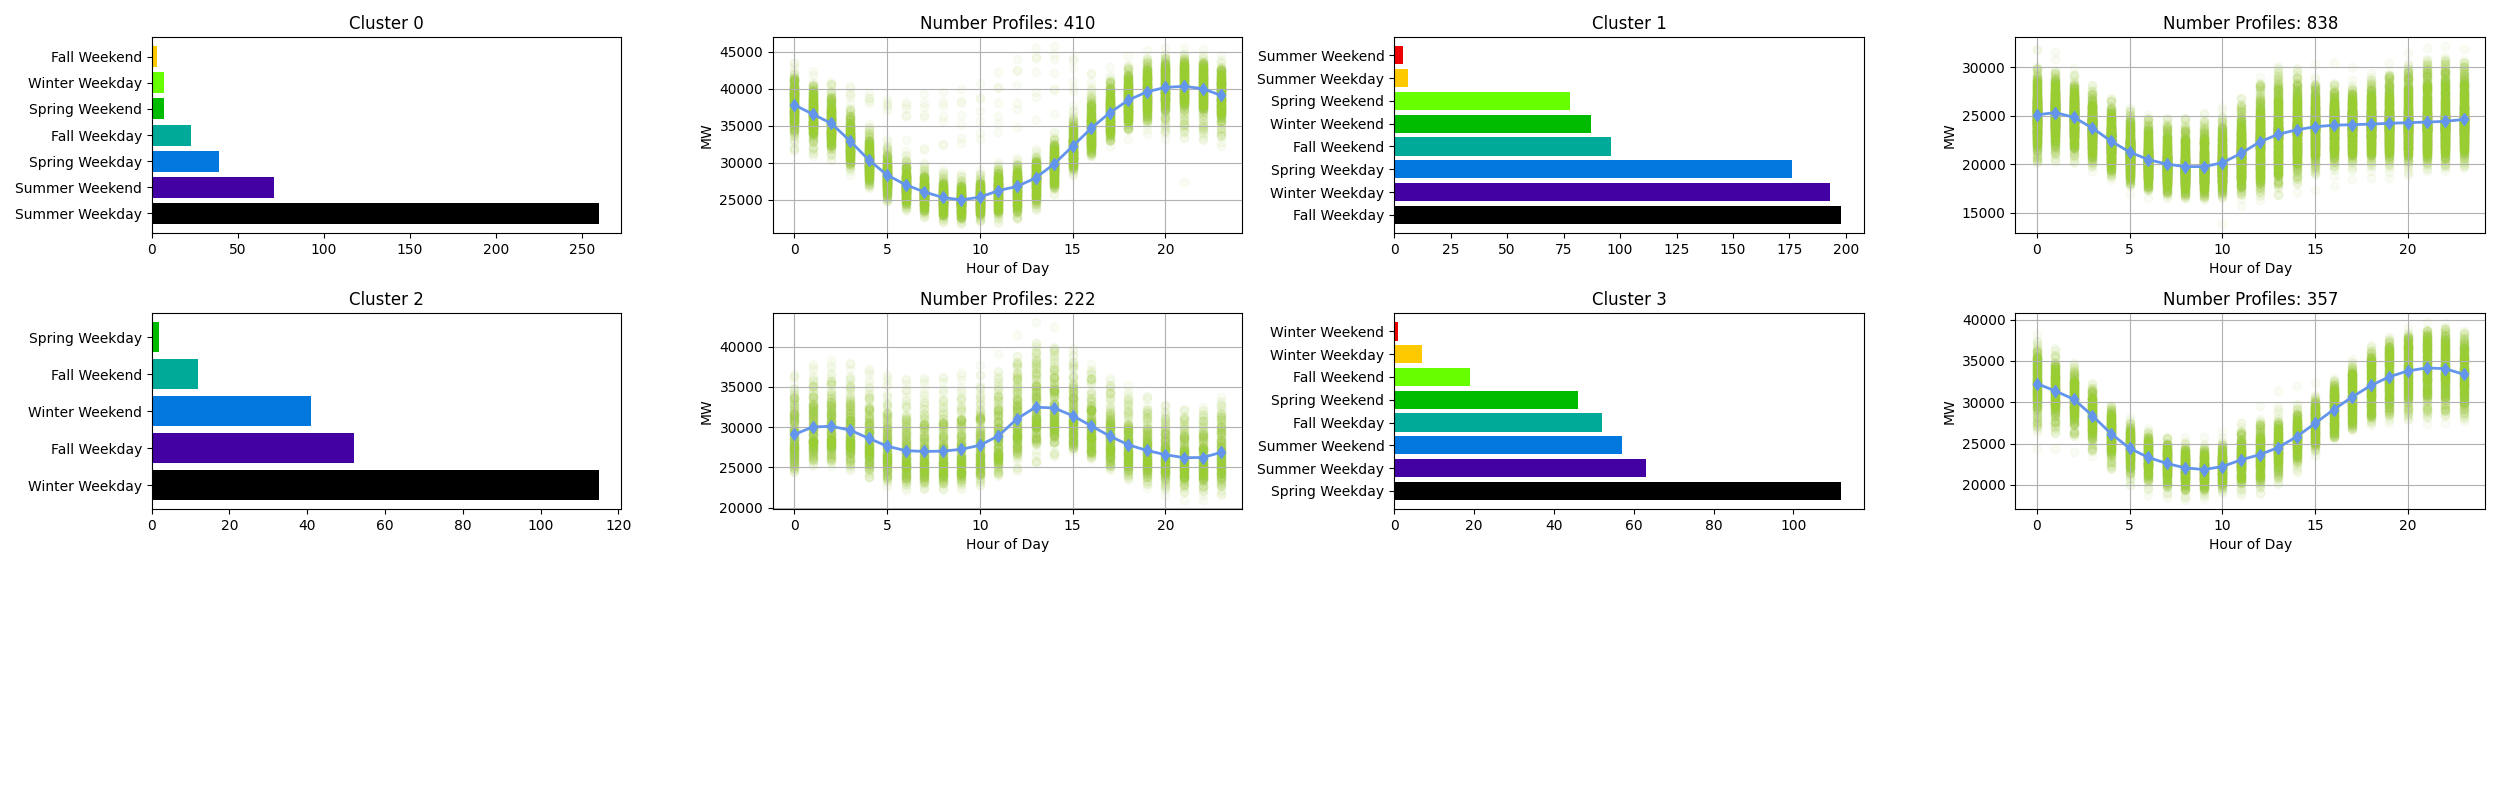 Cluster 0
Fall Weekend
Winter Weekday
Spring Weekend
Fall Weekday
Spring Weekday
Summer Weekend
Summer Weekday
0 50 100 150 200 250
Number Profiles: 410
MW
45000
40000
35000
30000
25000
0 5 10 15 20
Hour of Day
Cluster 1
Summer Weekend
Summer Weekday
Spring Weekend
Winter Weekend
Fall Weekend
Spring Weekday
Winter Weekday
Fall Weekday
0 25 50 75 100 125 150 175 200
Number Profiles: 838
MW
30000
25000
20000
15000
0 5 10 15 20
Hour of Day
Cluster 2
Spring Weekday
Fall Weekend
Winter Weekend
Fall Weekday
Winter Weekday
0 20 40 60 80 100 120
Number Profiles: 222
MW
40000
35000
30000
25000
20000
0 5 10 15 20
Hour of Day
Cluster 3
Winter Weekend
Winter Weekday
Fall Weekend
Spring Weekend
Fall Weekday
Summer Weekend
Summer Weekday
Spring Weekday
0 20 40 60 80 100
Number Profiles: 357
MW
40000
35000
30000
25000
20000
0 5 10 15 20
Hour of Day